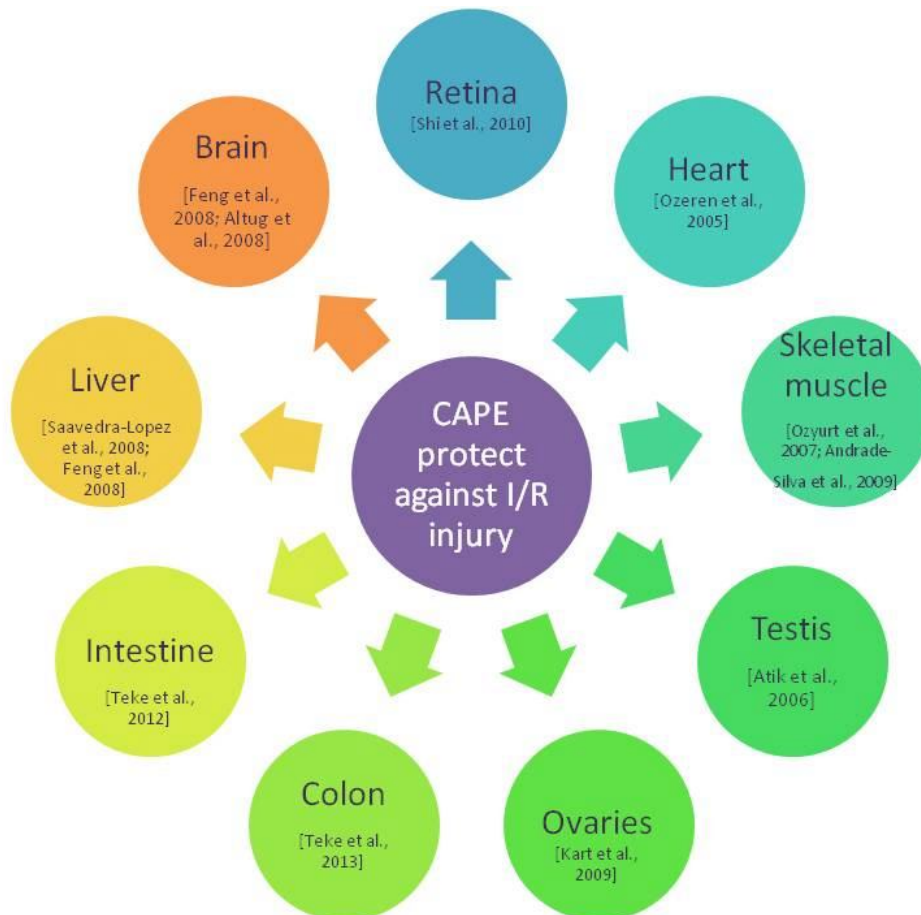 Retina
[Shi et al., 2010]
Heart
[Ozeren et al.,
2005]
Skeletal
muscle
[Ozyurt et al.,
2007; Andrade-
Silva et al., 2009]
Testis
[Atik et al.,
2006]
Ovaries
[Kart et al.,
2009]
Colon
[Teke et al.,
2013]
Intestine
[Teke et al.,
2012]
Liver
[Saavedra-Lopez
et al., 2008;
Feng et al.,
2008]
Brain
[Feng et al.,
2008; Altug et
al., 2008]
CAPE
protect
against I/R
injury